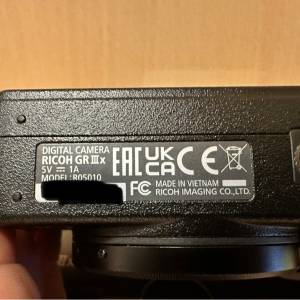 DIGITAL CAMERA
RICOH GR IIIx
5V ⎓ 1A
MODEL: R05010
EAC UK CA CE
FC MADE IN VIETNAM
RICOH IMAGING CO., LTD.